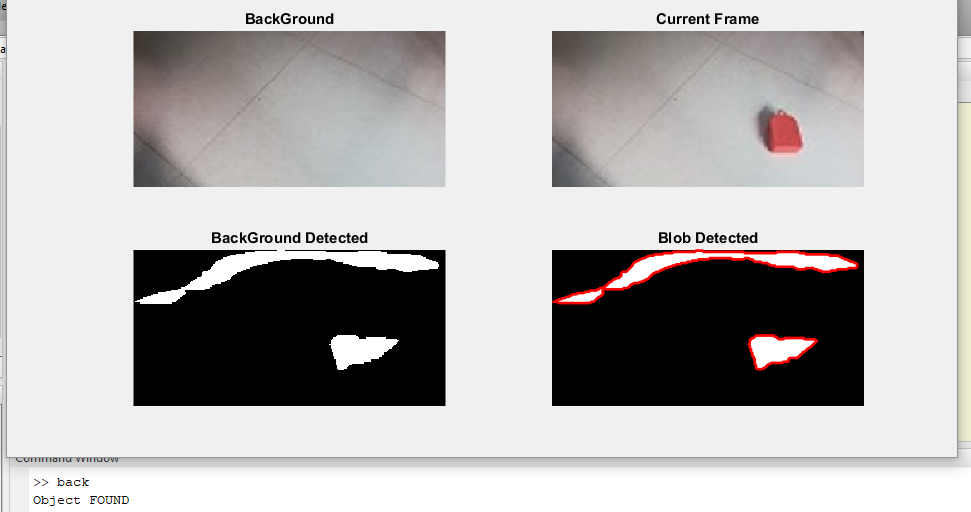 BackGround
Current Frame
BackGround Detected
Blob Detected
Command Window
>> back
Object FOUND